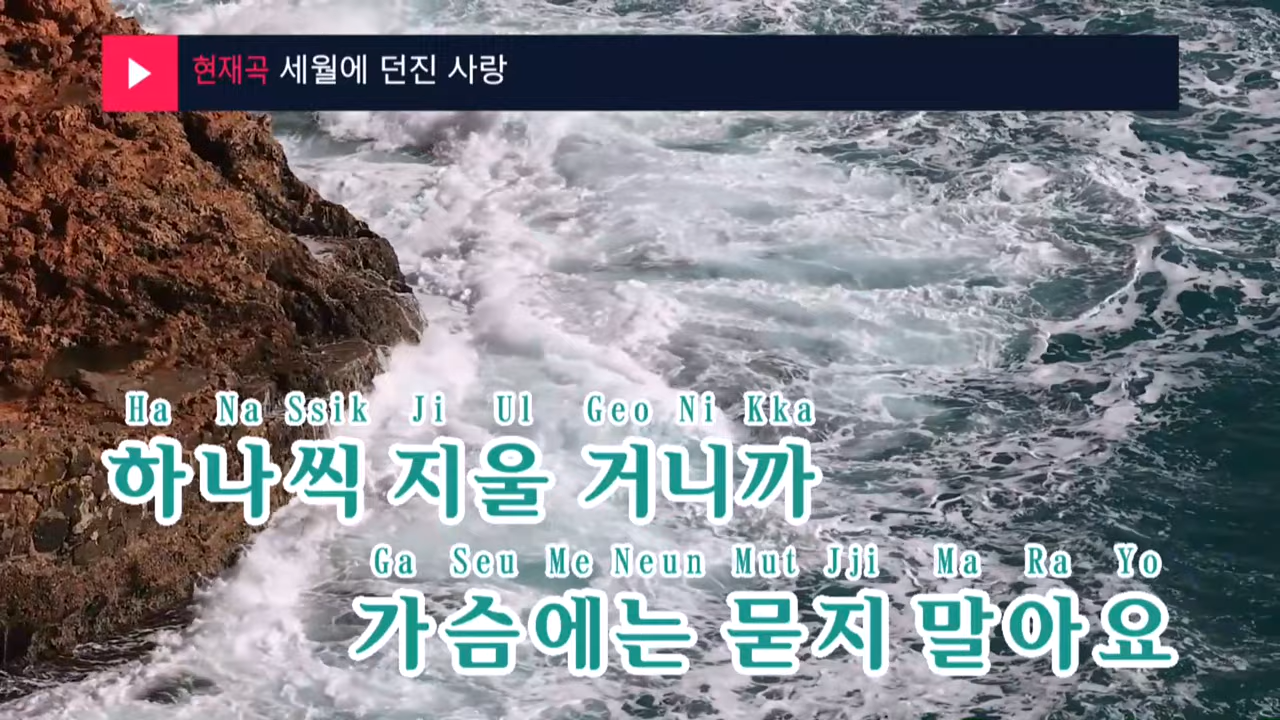 현재곡 세월에 던진 사랑
Ha Na Ssik Ji Ul Geo Ni Kka
하나씩 지울 거니까
Ga Seu Me Neun Mut Jji Ma Ra Yo
가슴에는 묻지 말아요